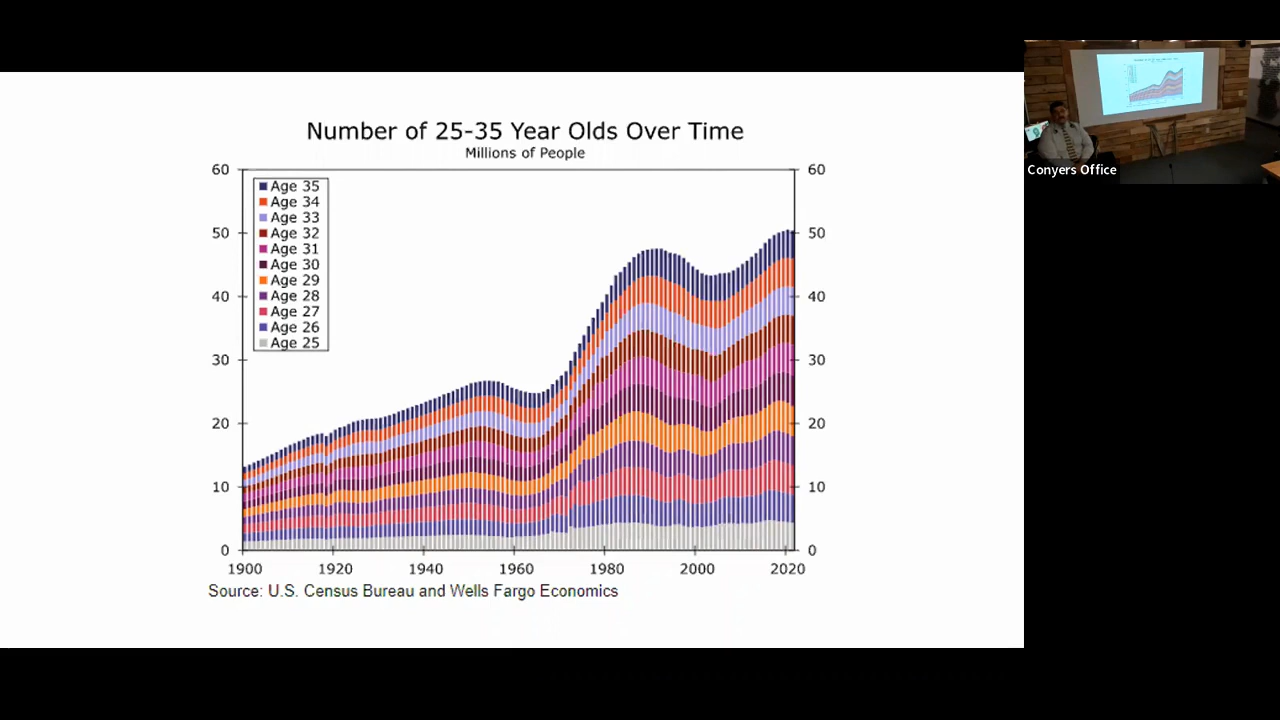 Number of 25-35 Year Olds Over Time
Millions of People
60
60
Age 35
Age 34
Age 33
Age 32
Age 31
Age 30
Age 29
Age 28
Age 27
Age 26
Age 25
50
50
40
40
30
30
20
20
10
10
0
0
1900 1920 1940 1960 1980 2000 2020
Source: U.S. Census Bureau and Wells Fargo Economics
Conyers Office